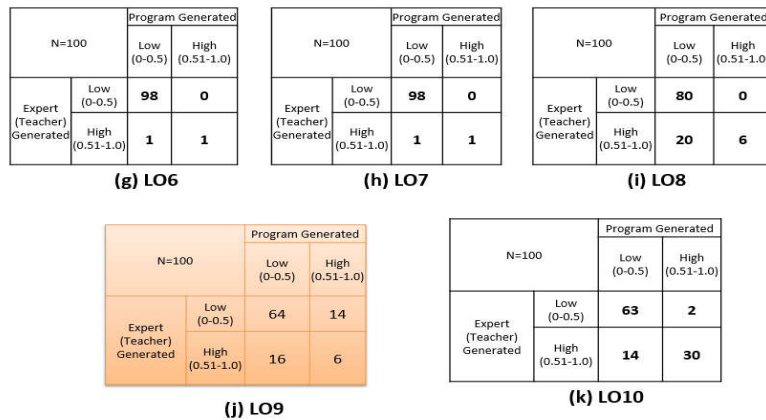 Program Generated
N=100
Low
(0-0.5)
High
(0.51-1.0)
Expert
(Teacher)
Generated
Low
(0-0.5)
98
0
High
(0.51-1.0)
1
1
(g) LO6
Program Generated
N=100
Low
(0-0.5)
High
(0.51-1.0)
Expert
(Teacher)
Generated
Low
(0-0.5)
98
0
High
(0.51-1.0)
1
1
(h) LO7
Program Generated
N=100
Low
(0-0.5)
High
(0.51-1.0)
Expert
(Teacher)
Generated
Low
(0-0.5)
80
0
High
(0.51-1.0)
20
6
(i) LO8
Program Generated
N=100
Low
(0-0.5)
High
(0.51-1.0)
Expert
(Teacher)
Generated
Low
(0-0.5)
64
14
High
(0.51-1.0)
16
6
(j) LO9
Program Generated
N=100
Low
(0-0.5)
High
(0.51-1.0)
Expert
(Teacher)
Generated
Low
(0-0.5)
63
2
High
(0.51-1.0)
14
30
(k) LO10